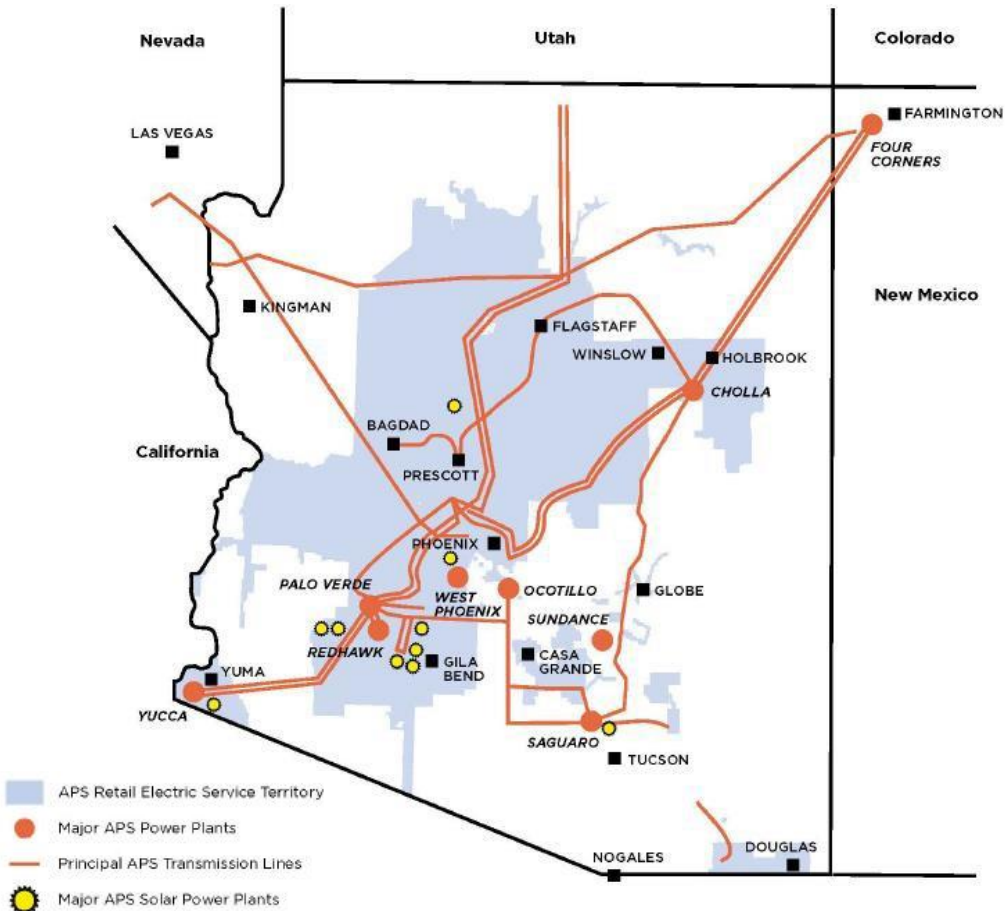 Nevada
Utah
Colorado
LAS VEGAS
FARMINGTON
FOUR
CORNERS
New Mexico
KINGMAN
FLAGSTAFF
WINSLOW
HOLBROOK
CHOLLA
BAGDAD
California
PRESCOTT
PHOENIX
PALO VERDE
WEST
PHOENIX
OCOTILLO
GLOBE
SUNDANCE
REDHAWK
CASA
GRANDE
GILA
BEND
YUMA
YUCCA
SAGUARO
TUCSON
APS Retail Electric Service Territory
Major APS Power Plants
Principal APS Transmission Lines
Major APS Solar Power Plants
NOGALES
DOUGLAS